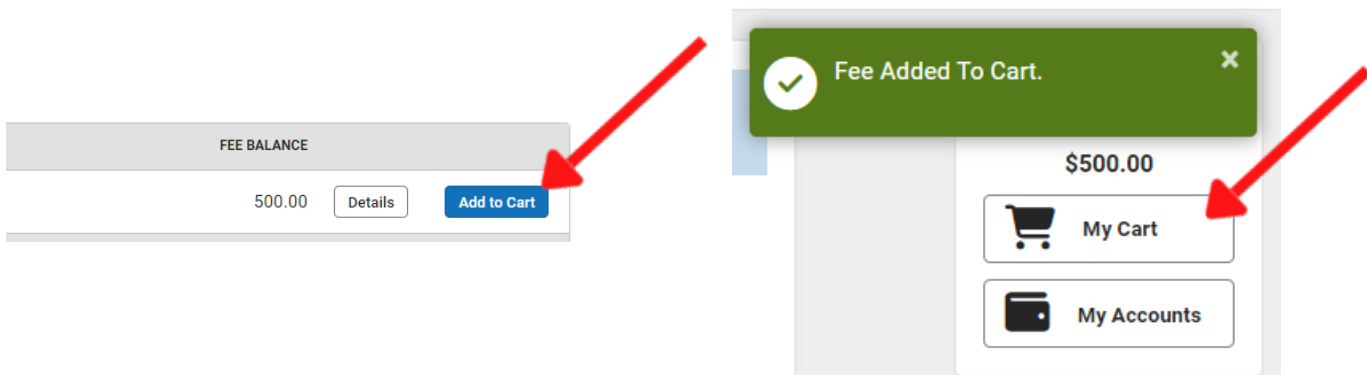 FEE BALANCE
500.00 Details Add to Cart
Fee Added To Cart. ×
$500.00
My Cart
My Accounts